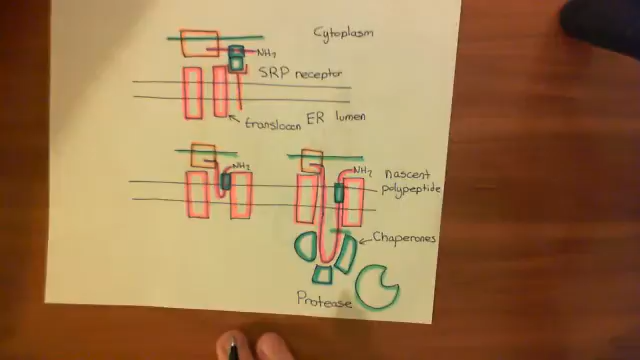 Cytoplasm
NH2
SRP receptor
translocon ER lumen
NH2
NH2
nascent
polypeptide
Chaperones
Protease